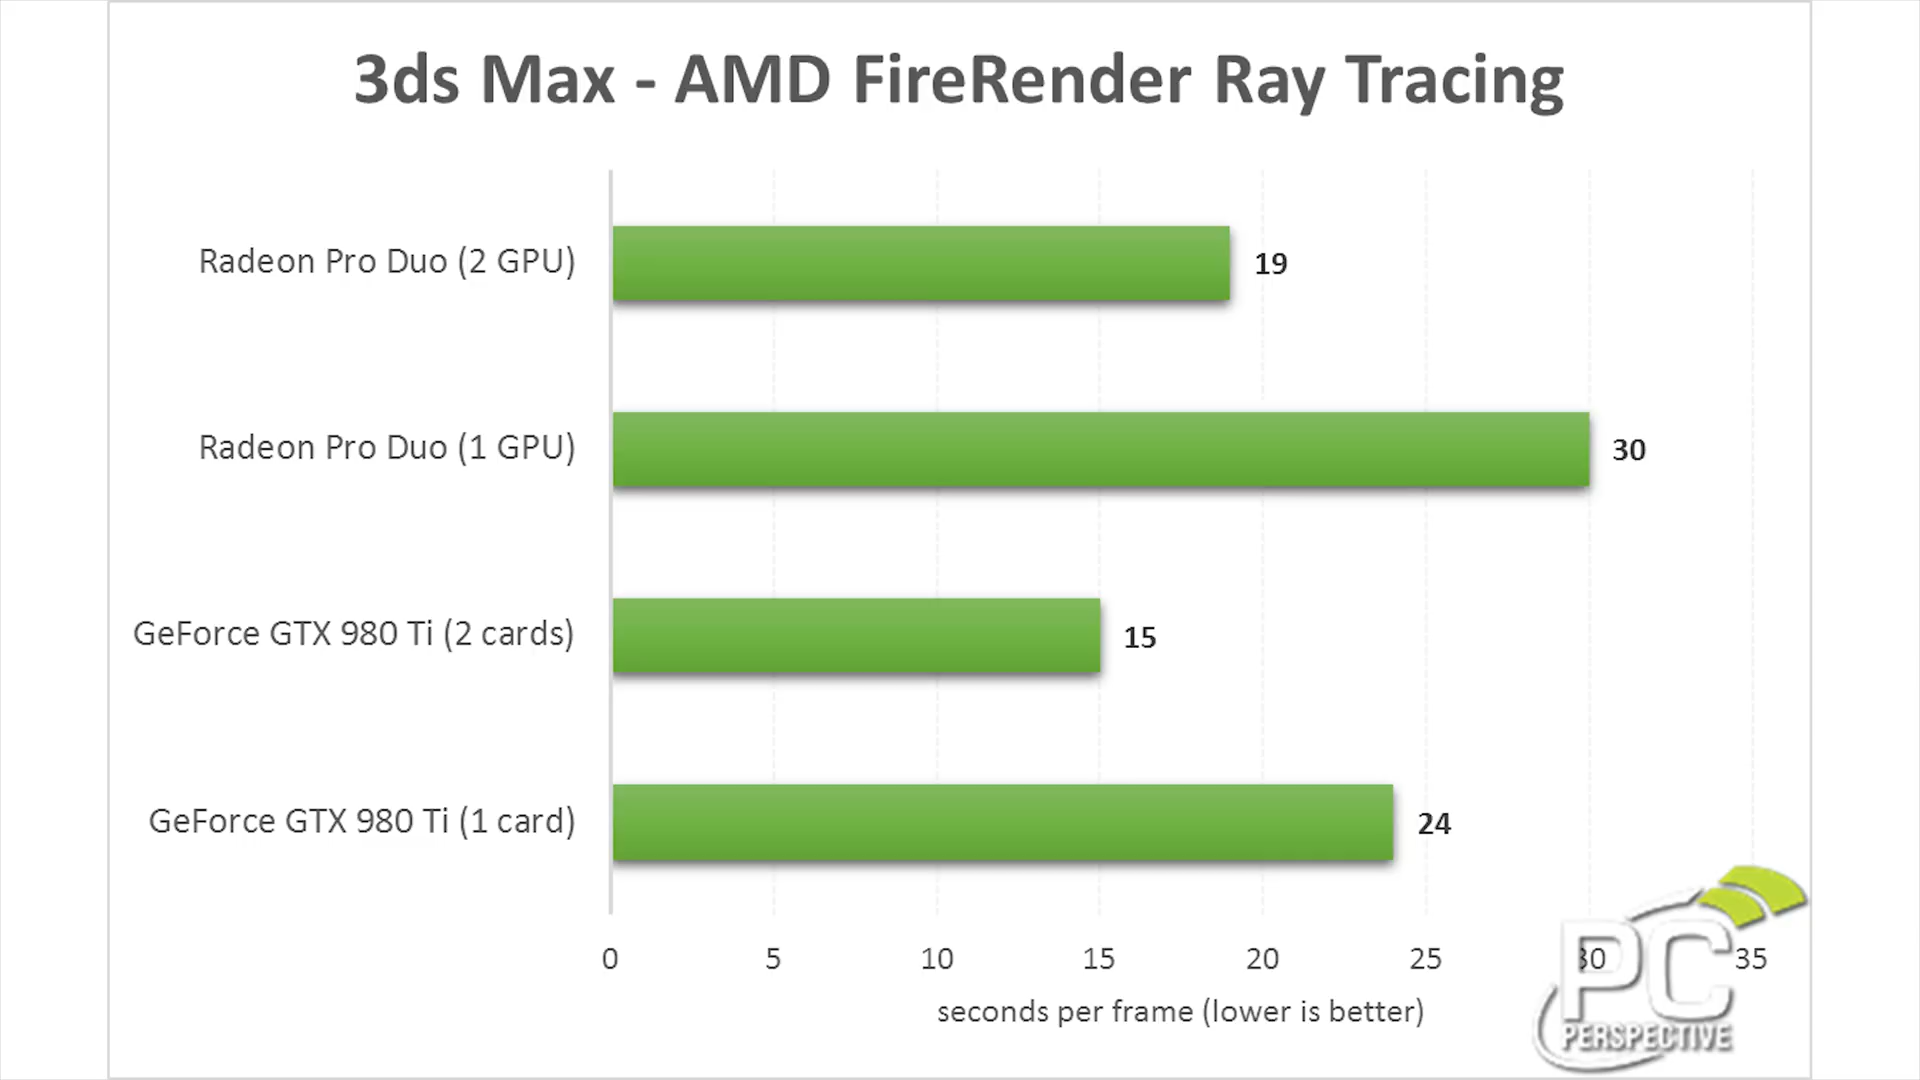 3ds Max - AMD FireRender Ray Tracing
Radeon Pro Duo (2 GPU)
19
Radeon Pro Duo (1 GPU)
30
GeForce GTX 980 Ti (2 cards)
15
GeForce GTX 980 Ti (1 card)
24
0 5 10 15 20 25 30 35
seconds per frame (lower is better)
PC
PERSPECTIVE